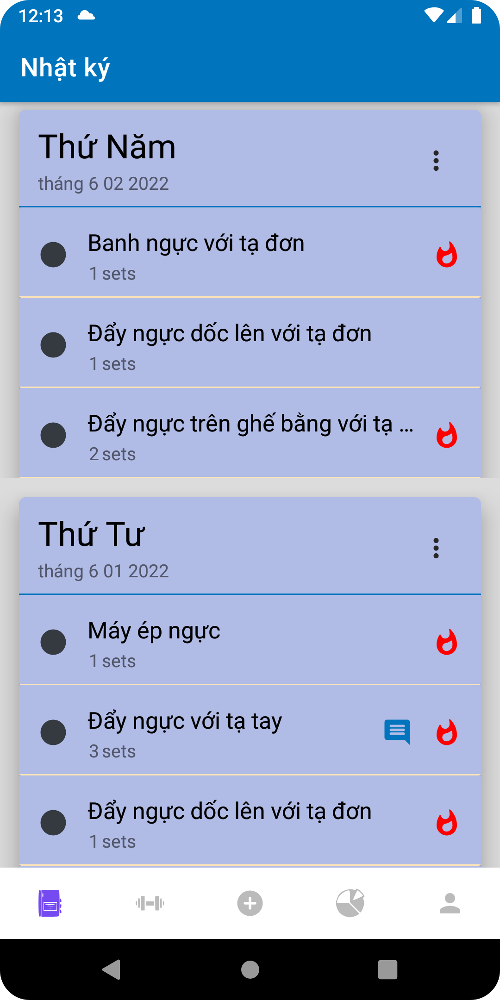 12:13
Nhật ký
Thứ Năm
tháng 6 02 2022
Banh ngực với tạ đơn
1 sets
Đẩy ngực dốc lên với tạ đơn
1 sets
Đẩy ngực trên ghế bằng với tạ ...
2 sets
Thứ Tư
tháng 6 01 2022
Máy ép ngực
1 sets
Đẩy ngực với tạ tay
3 sets
Đẩy ngực dốc lên với tạ đơn
1 sets